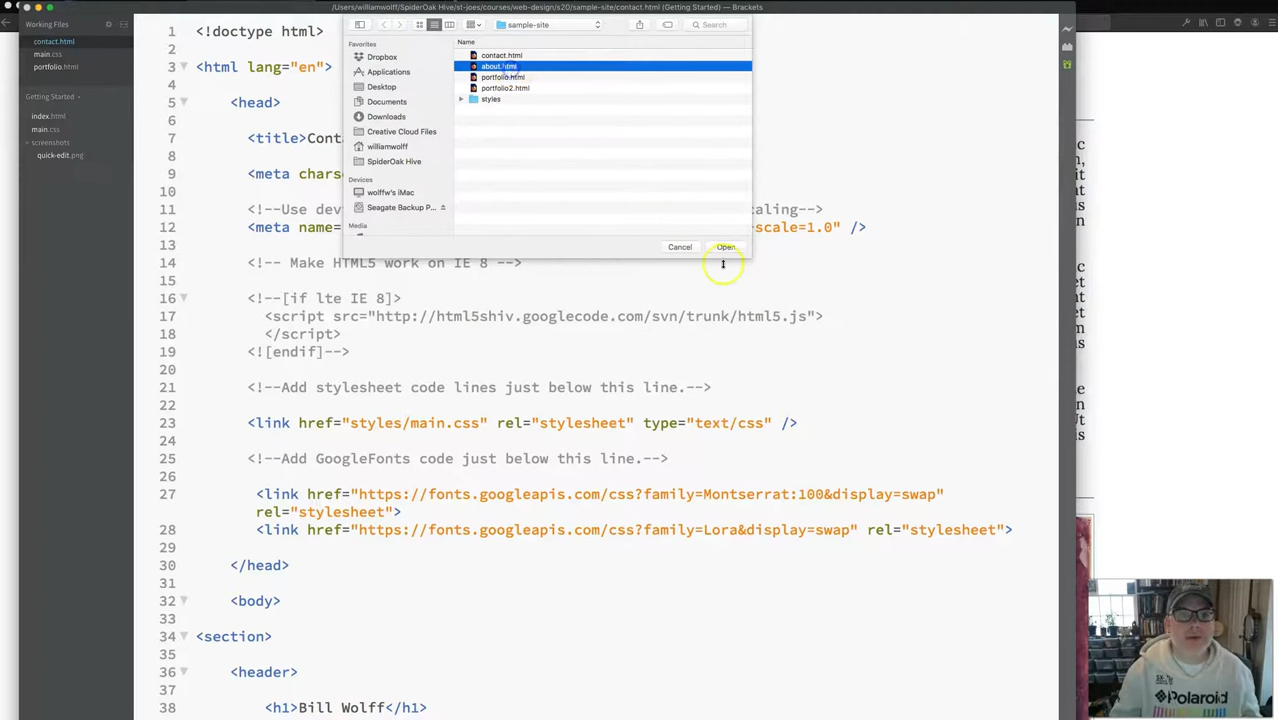 /Users/williamwolff/SpiderOak Hive/st-joes/courses/web-design/s20/sample-site/contact.html (Getting Started) — Brackets
Working Files
contact.html
main.css
portfolio.html
Getting Started
index.html
main.css
screenshots
quick-edit.png
sample-site
Search
Favorites
Dropbox
Applications
Desktop
Documents
Downloads
Creative Cloud Files
williamwolff
SpiderOak Hive
Devices
wolffw's iMac
Seagate Backup P...
Media
Name
contact.html
about.html
portfolio.html
portfolio2.html
styles
Cancel
Open
1 <!doctype html>
2
3 <html lang="en">
4
5 <head>
6
7 <title>Cont
8
9 <meta chars
10
11 <!--Use dev caling-->
12 <meta name= -scale=1.0" />
13
14 <!-- Make HTML5 work on IE 8 -->
15
16 <!--[if lte IE 8]>
17 <script src="http://html5shiv.googlecode.com/svn/trunk/html5.js">
18 </script>
19 <![endif]-->
20
21 <!--Add stylesheet code lines just below this line.-->
22
23 <link href="styles/main.css" rel="stylesheet" type="text/css" />
24
25 <!--Add GoogleFonts code just below this line.-->
26
27 <link href="https://fonts.googleapis.com/css?family=Montserrat:100&display=swap"
rel="stylesheet">
28 <link href="https://fonts.googleapis.com/css?family=Lora&display=swap" rel="stylesheet">
29
30 </head>
31
32 <body>
33
34 <section>
35
36 <header>
37
38 <h1>Bill Wolff</h1>
c
m,
it
at
s.
c
et
m
is
e
n
Ut
is
Polaroid